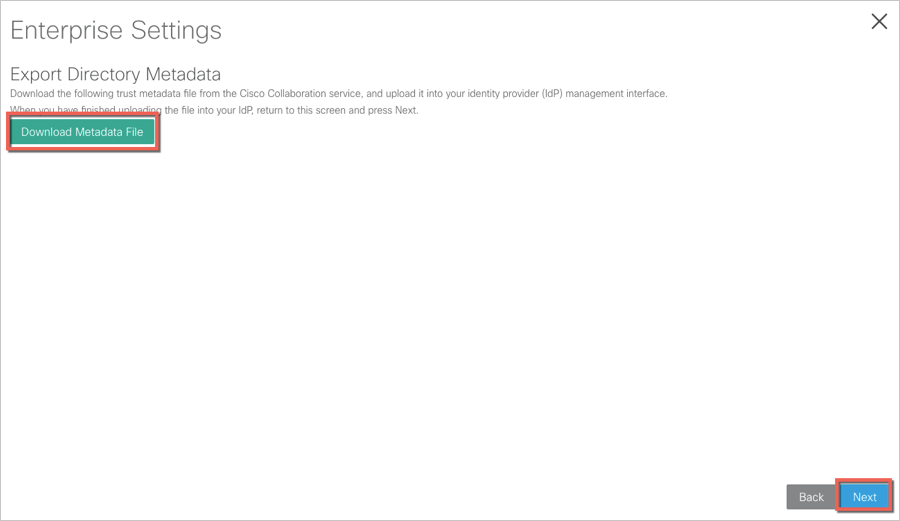 Enterprise Settings
Export Directory Metadata
Download the following trust metadata file from the Cisco Collaboration service, and upload it into your identity provider (IdP) management interface.
When you have finished uploading the file into your IdP, return to this screen and press Next.
Download Metadata File
Back
Next